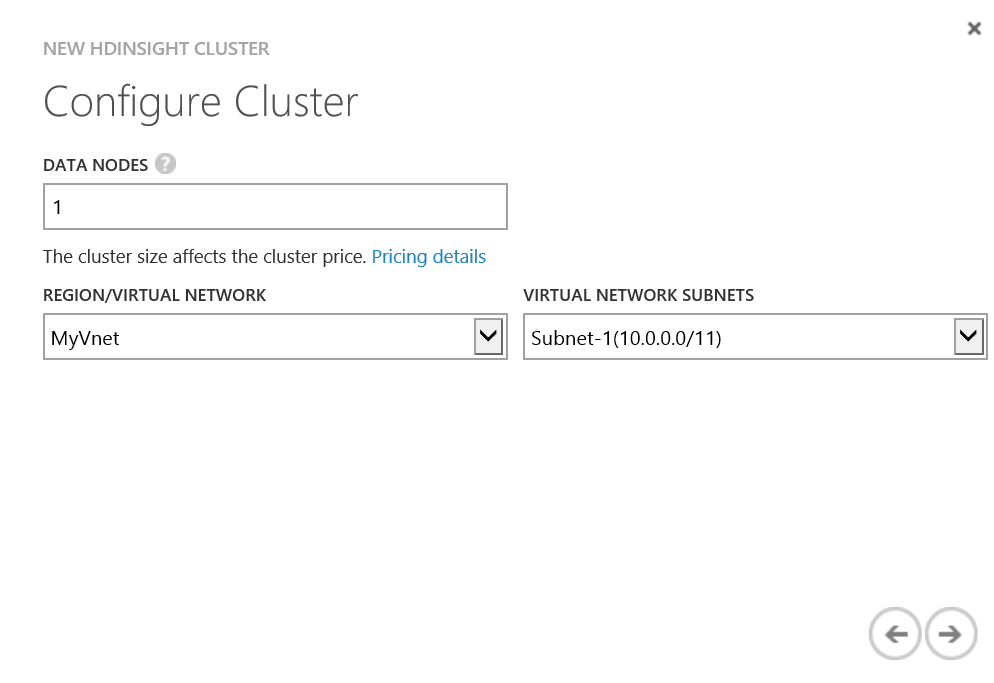 NEW HDINSIGHT CLUSTER
Configure Cluster
DATA NODES ?
1
The cluster size affects the cluster price. Pricing details
REGION/VIRTUAL NETWORK
MyVnet
VIRTUAL NETWORK SUBNETS
Subnet-1(10.0.0.0/11)